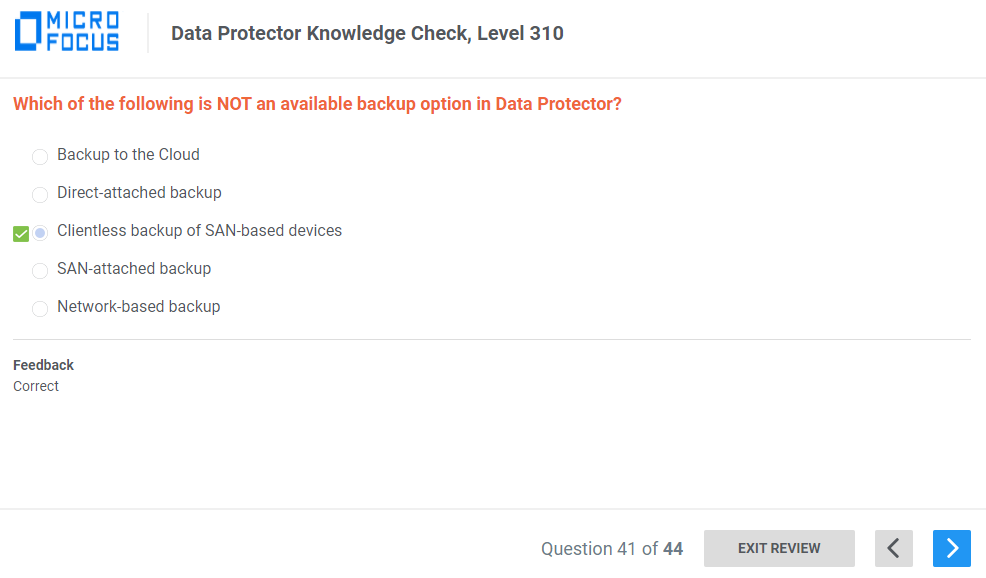 MICRO
FOCUS
Data Protector Knowledge Check, Level 310
Which of the following is NOT an available backup option in Data Protector?
Backup to the Cloud
Direct-attached backup
Clientless backup of SAN-based devices
SAN-attached backup
Network-based backup
Feedback
Correct
Question 41 of 44
EXIT REVIEW